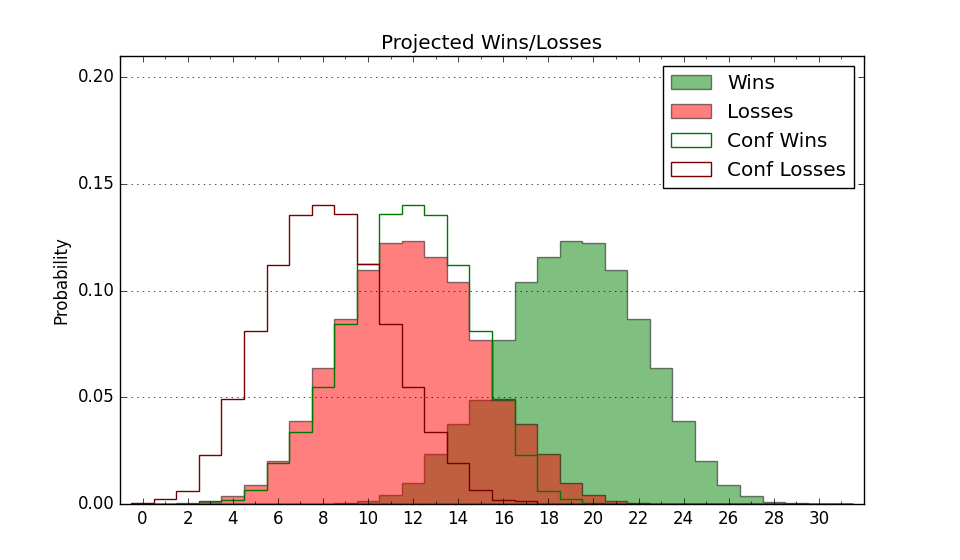 Projected Wins/Losses
0.20
0.15
0.10
0.05
0.00
Probability
Wins
Losses
Conf Wins
Conf Losses
0 2 4 6 8 10 12 14 16 18 20 22 24 26 28 30